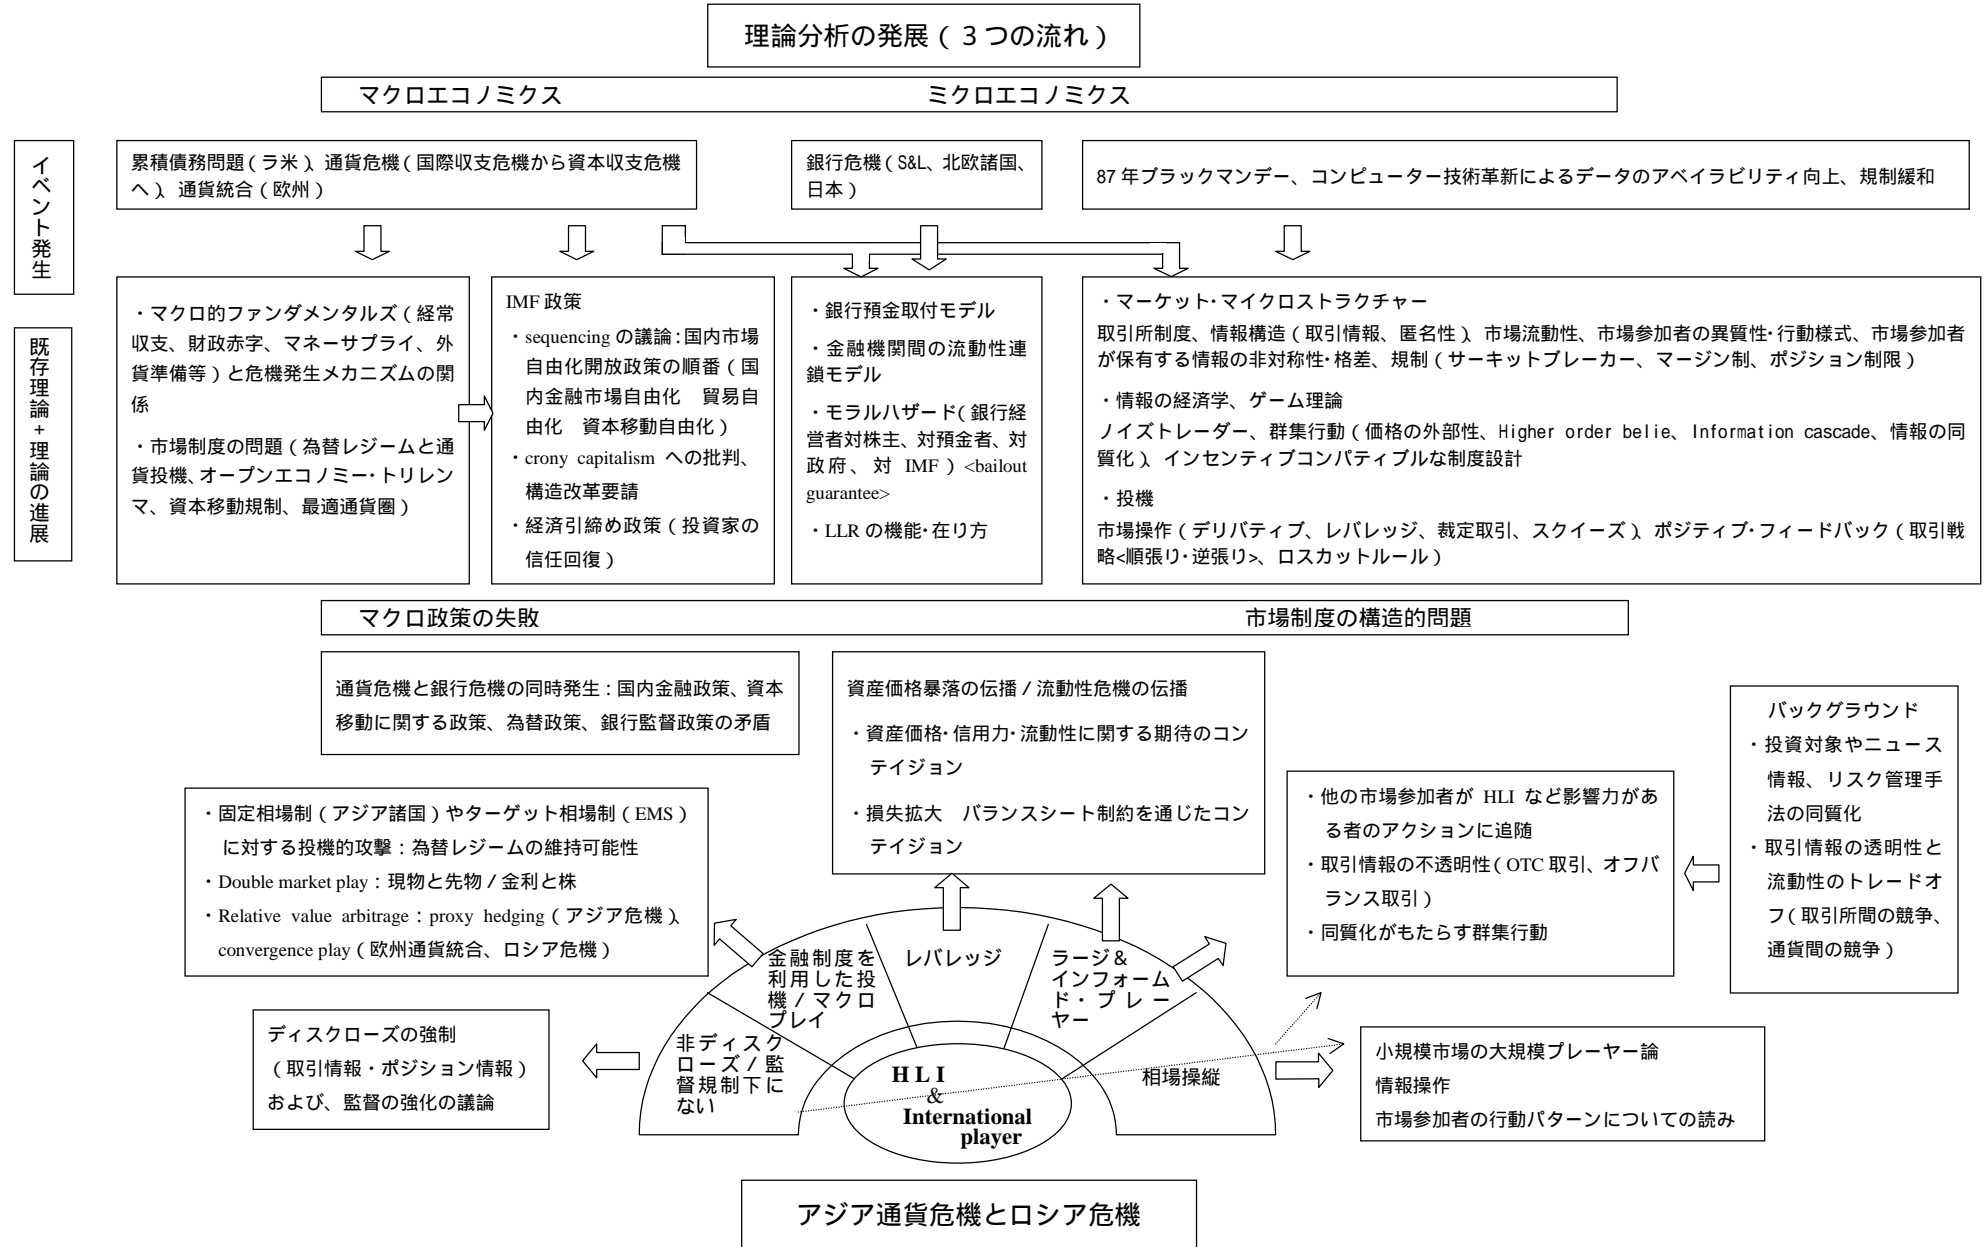 理論分析の発展(3つの流れ)
マクロエコノミクス
ミクロエコノミクス
イベント発生
累積債務問題(ラ米)、通貨危機(国際収支危機から資本収支危機
へ)、通貨統合(欧州)
銀行危機(S&L、北欧諸国、
日本)
87年ブラックマンデー、コンピューター技術革新によるデータのアベイラビリティ向上、規制緩和
既存理論+理論の進展
・マクロ的ファンダメンタルズ(経常
収支、財政赤字、マネーサプライ、外
貨準備等)と危機発生メカニズムの関
係
・市場制度の問題(為替レジームと通
貨投機、オープンエコノミー・トリレン
マ、資本移動規制、最適通貨圏)
IMF政策
・sequencingの議論:国内市場
自由化開放政策の順番(国
内金融市場自由化 貿易自
由化 資本移動自由化)
・crony capitalism への批判、
構造改革要請
・経済引締め政策(投資家の
信任回復)
・銀行預金取付モデル
・金融機関間の流動性連
鎖モデル
・モラルハザード(銀行経
営者対株主、対預金者、対
政府、対 IMF)<bailout
guarantee>
・LLRの機能・在り方
・マーケット・マイクロストラクチャー
取引所制度、情報構造(取引情報、匿名性)、市場流動性、市場参加者の異質性・行動様式、市場参加者
が保有する情報の非対称性・格差、規制(サーキットブレーカー、マージン制、ポジション制限)
・情報の経済学、ゲーム理論
ノイズトレーダー、群集行動(価格の外部性、Higher order belie、Information cascade、情報の同
質化)、インセンティブコンパティブルな制度設計
・投機
市場操作(デリバティブ、レバレッジ、裁定取引、スクイーズ)、ポジティブ・フィードバック(取引戦
略<順張り・逆張り>、ロスカットルール)
マクロ政策の失敗
市場制度の構造的問題
通貨危機と銀行危機の同時発生:国内金融政策、資本
移動に関する政策、為替政策、銀行監督政策の矛盾
資産価格暴落の伝播/流動性危機の伝播
・資産価格・信用力・流動性に関する期待のコン
テイジョン
・損失拡大 バランスシート制約を通じたコン
テイジョン
バックグラウンド
・投資対象やニュース
情報、リスク管理手
法の同質化
・取引情報の透明性と
流動性のトレードオ
フ(取引所間の競争、
通貨間の競争)
・他の市場参加者が HLI など影響力があ
る者のアクションに追随
・取引情報の不透明性(OTC取引、オフバ
ランス取引)
・同質化がもたらす群集行動
・固定相場制(アジア諸国)やターゲット相場制(EMS)
に対する投機的攻撃:為替レジームの維持可能性
・Double market play:現物と先物/金利と株
・Relative value arbitrage:proxy hedging(アジア危機)、
convergence play(欧州通貨統合、ロシア危機)
ディスクローズの強制
(取引情報・ポジション情報)
および、監督の強化の議論
非ディスク
ローズ/監
督規制下に
ない
金融制度を
利用した投
機/マクロ
プレイ
レバレッジ
ラージ&
インフォーム
ド・プレー
ヤー
相場操縦
HLI
&
International
player
小規模市場の大規模プレーヤー論
情報操作
市場参加者の行動パターンについての読み
アジア通貨危機とロシア危機